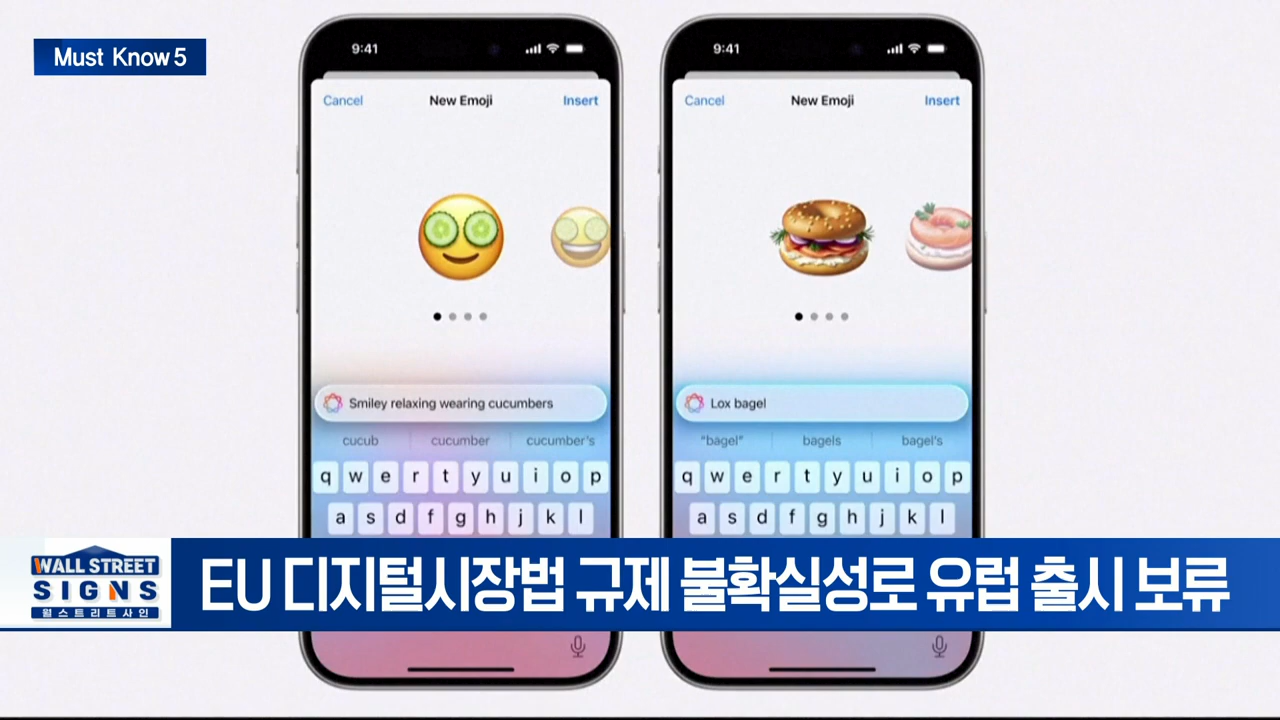 Must Know 5
9:41
Cancel New Emoji Insert
Smiley relaxing wearing cucumbers
cucub cucumber cucumber's
q w e r t y u i o p
a s d f g h j k l
9:41
Cancel New Emoji Insert
Lox bagel
"bagel" bagels bagel's
q w e r t y u i o p
a s d f g h j k l
WALL STREET
SIGNS
월스트리트사인
EU 디지털시장법 규제 불확실성로 유럽 출시 보류